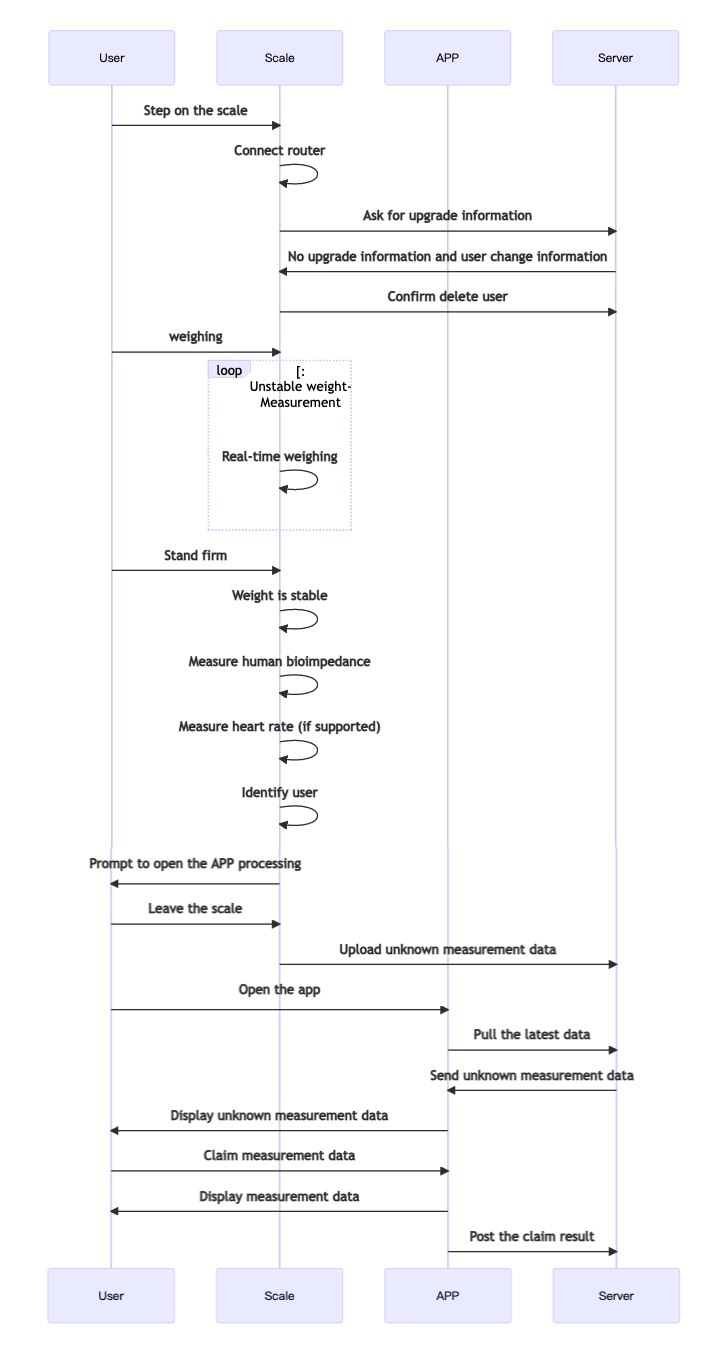 User
Scale
APP
Server
Step on the scale
Connect router
Ask for upgrade information
No upgrade information and user change information
Confirm delete user
weighing
loop
[:
Unstable weight-
Measurement
Real-time weighing
Stand firm
Weight is stable
Measure human bioimpedance
Measure heart rate (if supported)
Identify user
Prompt to open the APP processing
Leave the scale
Upload unknown measurement data
Open the app
Pull the latest data
Send unknown measurement data
Display unknown measurement data
Claim measurement data
Display measurement data
Post the claim result
User
Scale
APP
Server